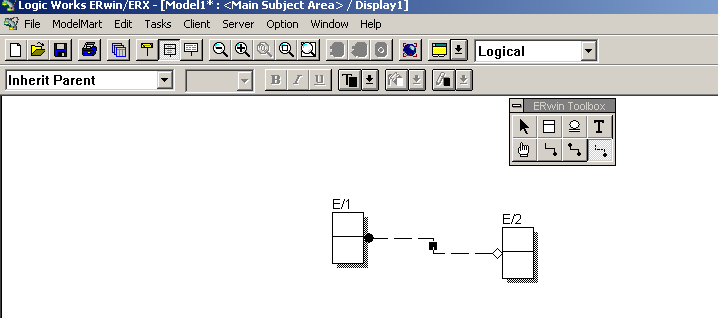 Logic Works ERwin/ERX - [Model1* : <Main Subject Area> / Display1]
File ModelMart Edit Tasks Client Server Option Window Help
Logical
Inherit Parent B I U T
ERwin Toolbox
T
E/1
E/2